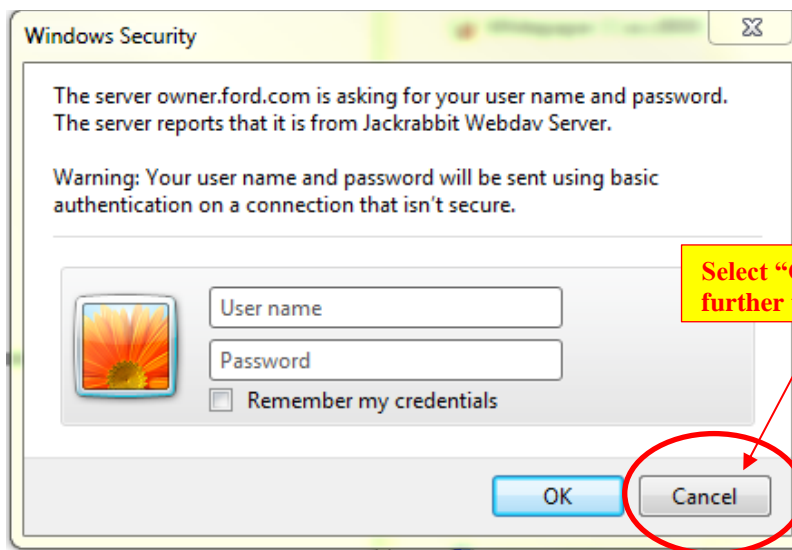 Windows Security
The server owner.ford.com is asking for your user name and password.
The server reports that it is from Jackrabbit Webdav Server.
Warning: Your user name and password will be sent using basic
authentication on a connection that isn't secure.
Select
further
User name
Password
Remember my credentials
OK
Cancel